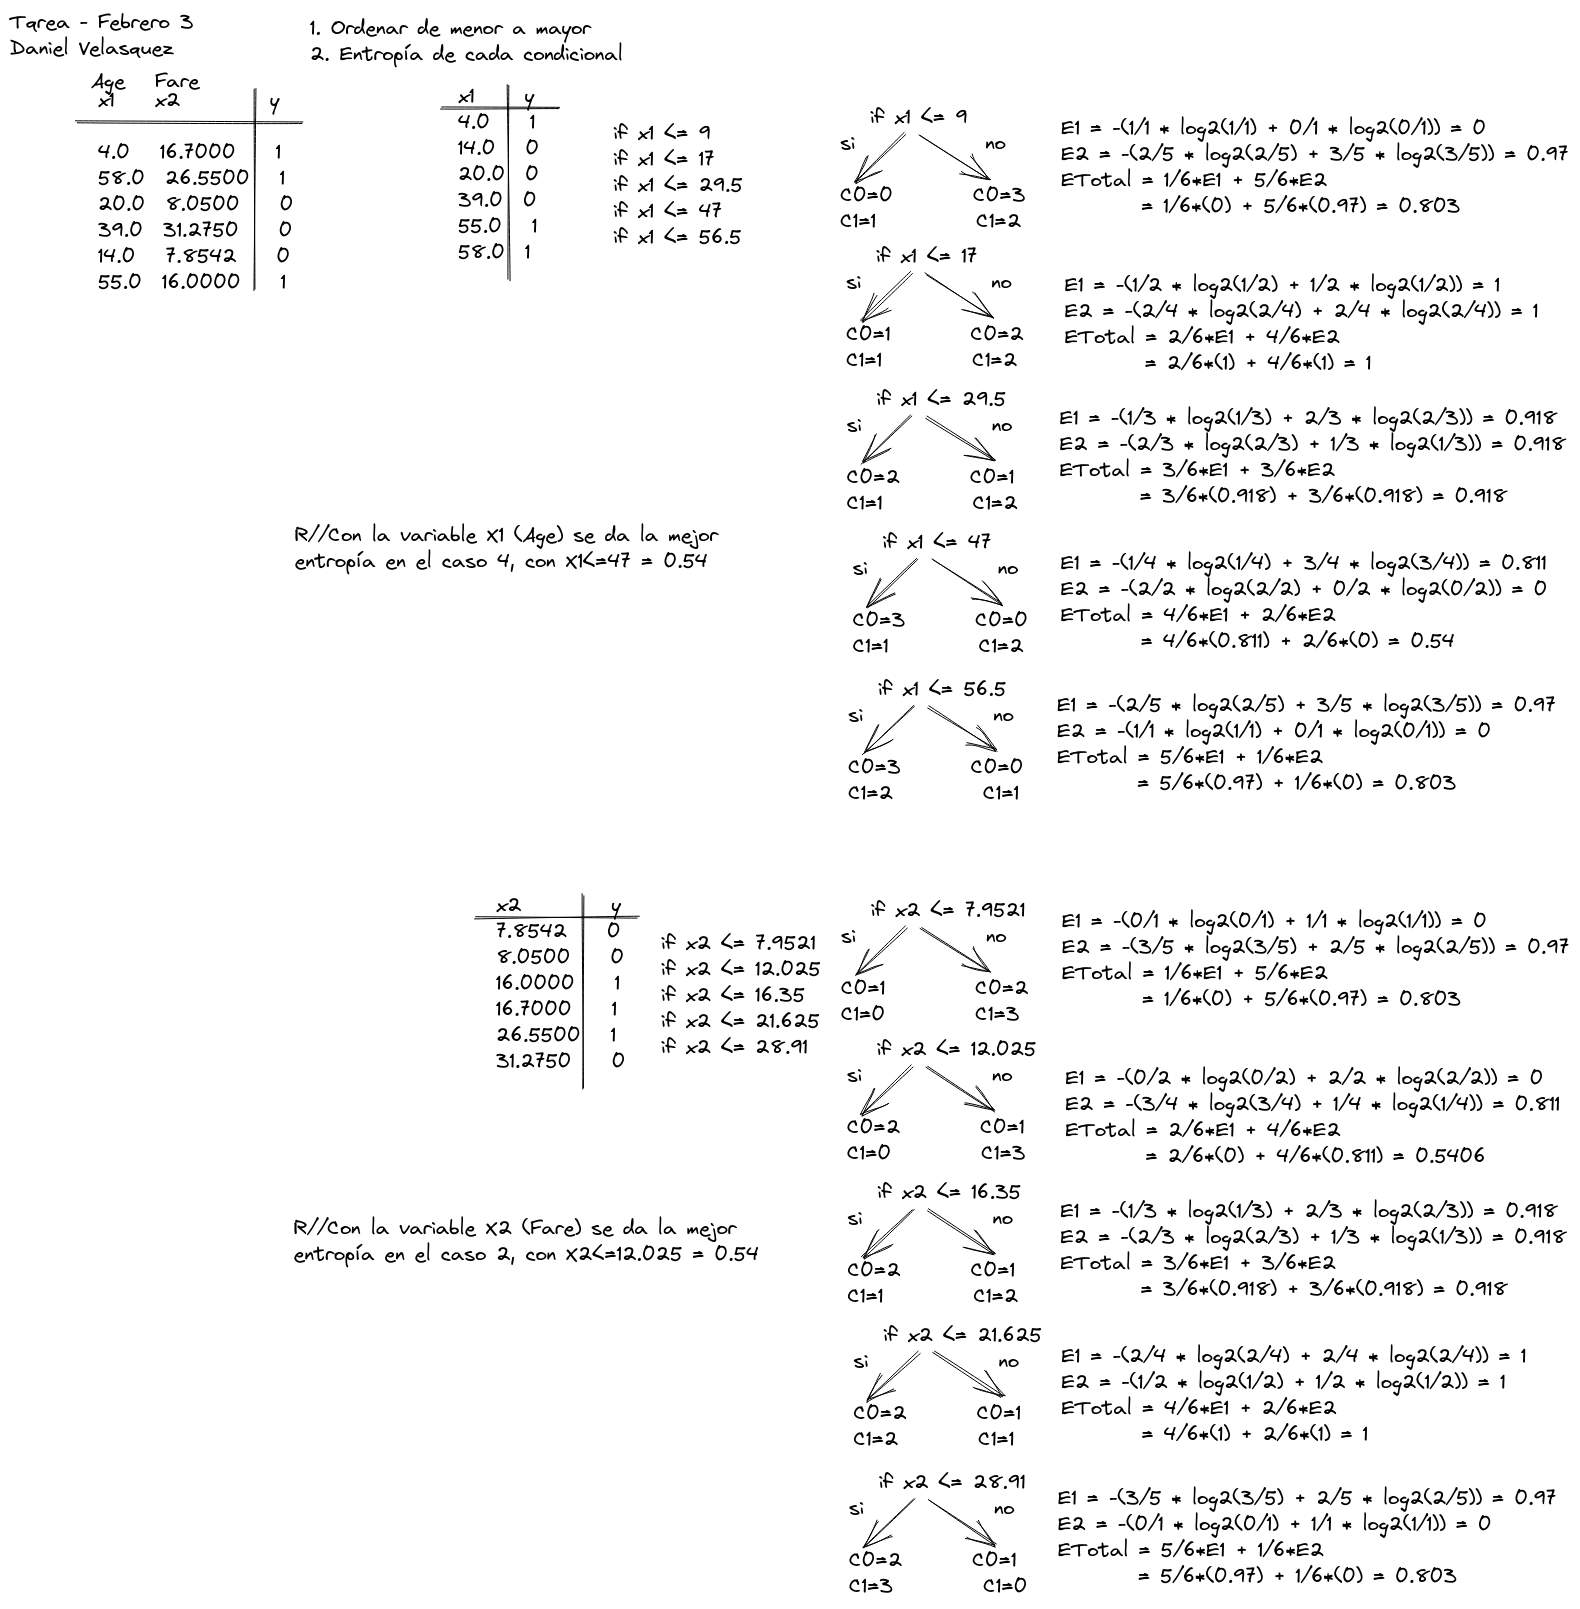 Tarea - Febrero 3
Daniel Velasquez
1. Ordenar de menor a mayor
2. Entropía de cada condicional
Age Fare
x1 x2 y
4.0 16.7000 1
58.0 26.5500 1
20.0 8.0500 0
39.0 31.2750 0
14.0 7.8542 0
55.0 16.0000 1
x1 y
4.0 1
14.0 0
20.0 0
39.0 0
55.0 1
58.0 1
if x1 <= 9
if x1 <= 17
if x1 <= 29.5
if x1 <= 47
if x1 <= 56.5
if x1 <= 9
si no
C0=0 C0=3
C1=1 C1=2
E1 = -(1/1 * log2(1/1) + 0/1 * log2(0/1)) = 0
E2 = -(2/5 * log2(2/5) + 3/5 * log2(3/5)) = 0.97
ETotal = 1/6*E1 + 5/6*E2
= 1/6*(0) + 5/6*(0.97) = 0.803
if x1 <= 17
si no
C0=1 C0=2
C1=1 C1=2
E1 = -(1/2 * log2(1/2) + 1/2 * log2(1/2)) = 1
E2 = -(2/4 * log2(2/4) + 2/4 * log2(2/4)) = 1
ETotal = 2/6*E1 + 4/6*E2
= 2/6*(1) + 4/6*(1) = 1
if x1 <= 29.5
si no
C0=2 C0=1
C1=1 C1=2
E1 = -(1/3 * log2(1/3) + 2/3 * log2(2/3)) = 0.918
E2 = -(2/3 * log2(2/3) + 1/3 * log2(1/3)) = 0.918
ETotal = 3/6*E1 + 3/6*E2
= 3/6*(0.918) + 3/6*(0.918) = 0.918
R//Con la variable X1 (Age) se da la mejor
entropía en el caso 4, con X1<=47 = 0.54
if x1 <= 47
si no
C0=3 C0=0
C1=1 C1=2
E1 = -(1/4 * log2(1/4) + 3/4 * log2(3/4)) = 0.811
E2 = -(2/2 * log2(2/2) + 0/2 * log2(0/2)) = 0
ETotal = 4/6*E1 + 2/6*E2
= 4/6*(0.811) + 2/6*(0) = 0.54
if x1 <= 56.5
si no
C0=3 C0=0
C1=2 C1=1
E1 = -(2/5 * log2(2/5) + 3/5 * log2(3/5)) = 0.97
E2 = -(1/1 * log2(1/1) + 0/1 * log2(0/1)) = 0
ETotal = 5/6*E1 + 1/6*E2
= 5/6*(0.97) + 1/6*(0) = 0.803
x2 y
7.8542 0
8.0500 0
16.0000 1
16.7000 1
26.5500 1
31.2750 0
if x2 <= 7.9521
if x2 <= 12.025
if x2 <= 16.35
if x2 <= 21.625
if x2 <= 28.91
if x2 <= 7.9521
si no
C0=1 C0=2
C1=0 C1=3
E1 = -(0/1 * log2(0/1) + 1/1 * log2(1/1)) = 0
E2 = -(3/5 * log2(3/5) + 2/5 * log2(2/5)) = 0.97
ETotal = 1/6*E1 + 5/6*E2
= 1/6*(0) + 5/6*(0.97) = 0.803
if x2 <= 12.025
si no
C0=2 C0=1
C1=0 C1=3
E1 = -(0/2 * log2(0/2) + 2/2 * log2(2/2)) = 0
E2 = -(3/4 * log2(3/4) + 1/4 * log2(1/4)) = 0.811
ETotal = 2/6*E1 + 4/6*E2
= 2/6*(0) + 4/6*(0.811) = 0.5406
R//Con la variable X2 (Fare) se da la mejor
entropía en el caso 2, con X2<=12.025 = 0.54
if x2 <= 16.35
si no
C0=2 C0=1
C1=1 C1=2
E1 = -(1/3 * log2(1/3) + 2/3 * log2(2/3)) = 0.918
E2 = -(2/3 * log2(2/3) + 1/3 * log2(1/3)) = 0.918
ETotal = 3/6*E1 + 3/6*E2
= 3/6*(0.918) + 3/6*(0.918) = 0.918
if x2 <= 21.625
si no
C0=2 C0=1
C1=2 C1=1
E1 = -(2/4 * log2(2/4) + 2/4 * log2(2/4)) = 1
E2 = -(1/2 * log2(1/2) + 1/2 * log2(1/2)) = 1
ETotal = 4/6*E1 + 2/6*E2
= 4/6*(1) + 2/6*(1) = 1
if x2 <= 28.91
si no
C0=2 C0=1
C1=3 C1=0
E1 = -(3/5 * log2(3/5) + 2/5 * log2(2/5)) = 0.97
E2 = -(0/1 * log2(0/1) + 1/1 * log2(1/1)) = 0
ETotal = 5/6*E1 + 1/6*E2
= 5/6*(0.97) + 1/6*(0) = 0.803